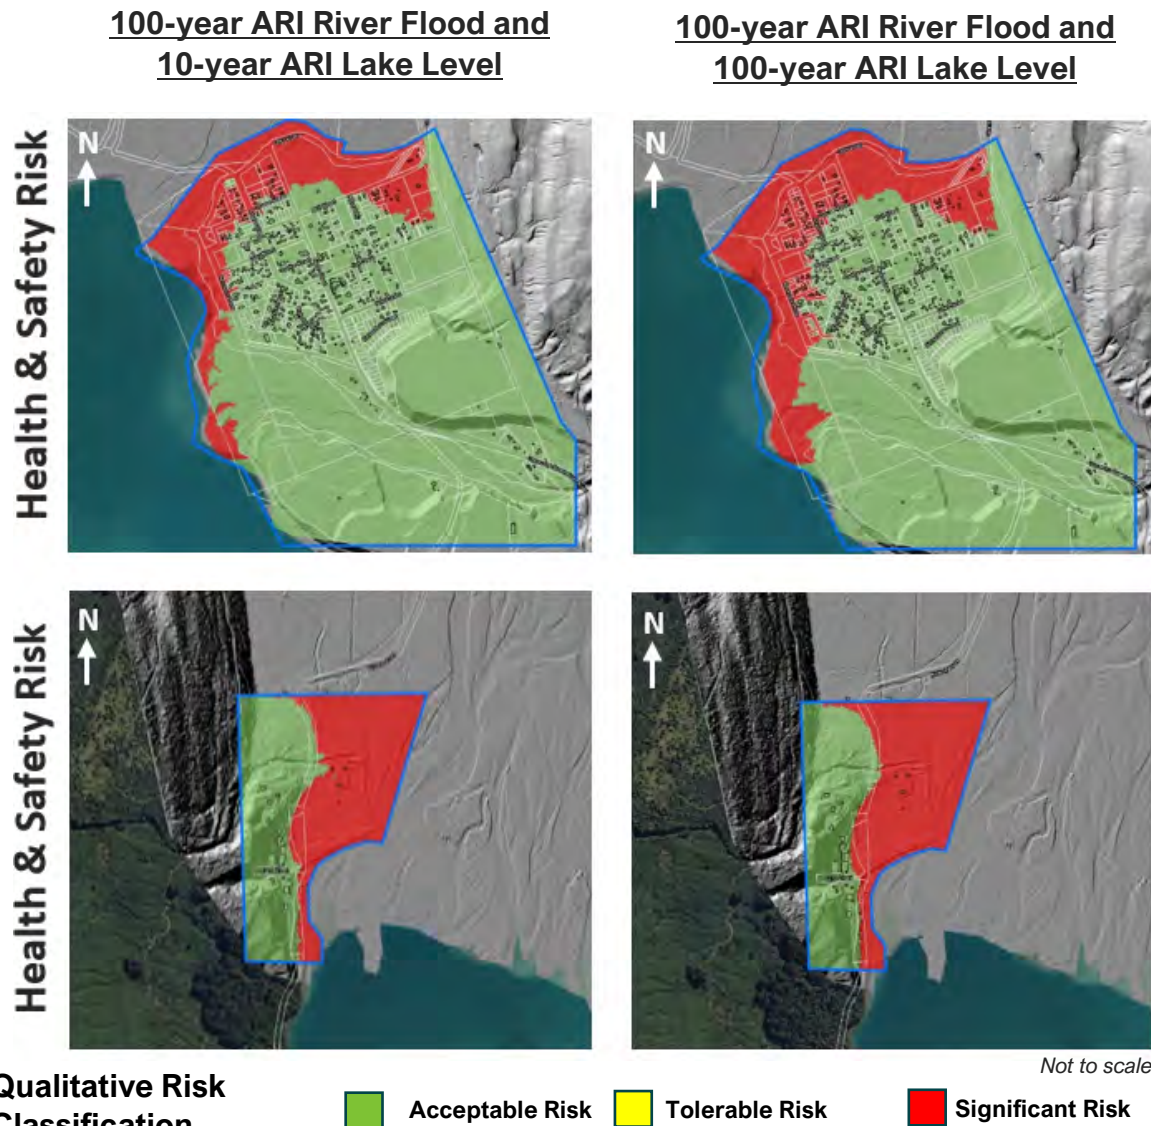 100-year ARI River Flood and
10-year ARI Lake Level
100-year ARI River Flood and
100-year ARI Lake Level
Health & Safety Risk
N
N
Health & Safety Risk
N
N
Not to scale
Qualitative Risk
Classification
Acceptable Risk
Tolerable Risk
Significant Risk